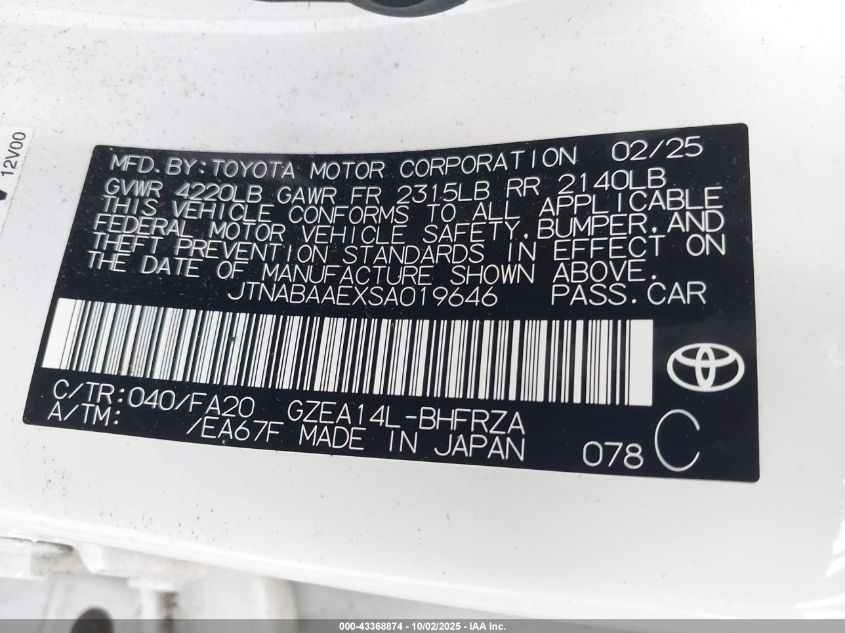 12V00
MFD. BY: TOYOTA MOTOR CORPORATION 02/25
GVWR 4220LB GAWR FR 2315LB RR 2140LB
THIS VEHICLE CONFORMS TO ALL APPLICABLE
FEDERAL MOTOR VEHICLE SAFETY, BUMPER, AND
THEFT PREVENTION STANDARDS IN EFFECT ON
THE DATE OF MANUFACTURE SHOWN ABOVE.
JTNABAAEXSA019646 PASS.CAR
C/TR: 040/FA20 GZEA14L-BHFRZA
A/TM: /EA67F MADE IN JAPAN 078 C
000-43368874 - 10/02/2025 - IAA Inc.